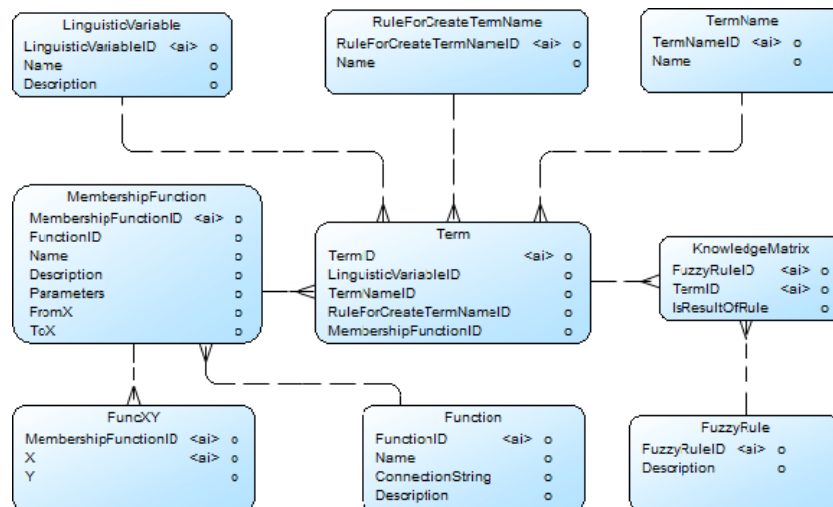 LinguisticVariable
LinguisticVariableID <ai> o
Name o
Description o
RuleForCreateTermName
RuleForCreateTermNameID <ai> o
Name o
TermName
TermNameID <ai> o
Name o
MembershipFunction
MembershipFunctionID <ai> o
FunctionID o
Name o
Description o
Parameters o
FromX o
ToX o
Term
TermID <ai> o
LinguisticVariableID o
TermNameID o
RuleForCreateTermNameID o
MembershipFunctionID o
KnowledgeMatrix
FuzzyRuleID <ai> o
TermID <ai> o
IsResultOfRule o
FuncXY
MembershipFunctionID <ai> o
X <ai> o
Y o
Function
FunctionID <ai> o
Name o
ConnectionString o
Description o
FuzzyRule
FuzzyRuleID <ai> o
Description o